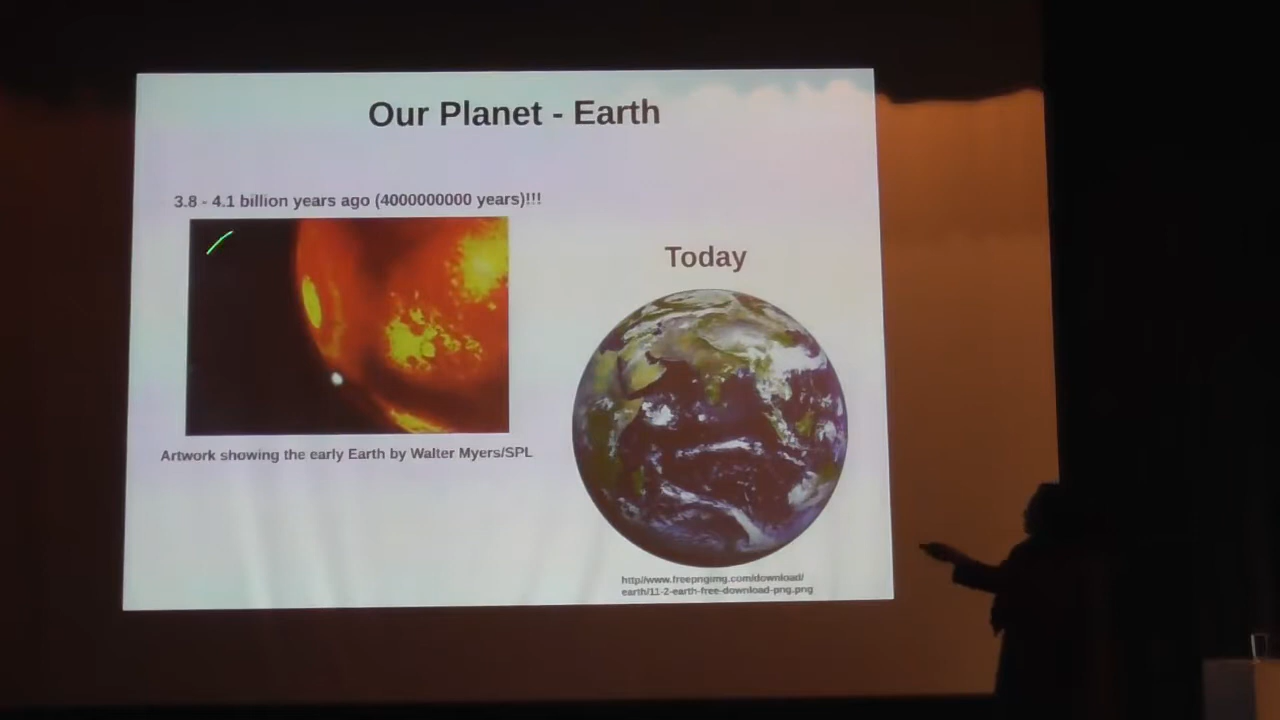 Our Planet - Earth
3.8 - 4.1 billion years ago (4000000000 years)!!!
Today
Artwork showing the early Earth by Walter Myers/SPL
http//www.freepngimg.com/download/
earth/11-2-earth-free-download-png.png